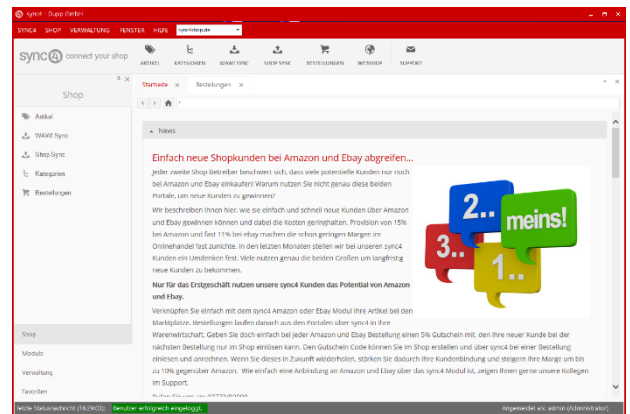 sync4 - Dupp GmbH
SYNC4 SHOP VERWALTUNG FENSTER HILFE sync4shop.de
sync4 connect your shop.
ARTIKEL KATEGORIEN WAWI SYNC SHOP SYNC BESTELLUNGEN WEBSHOP SUPPORT
Shop
Startseite × Bestellungen ×
Artikel
WAWI Sync
Shop Sync
Kategorien
Bestellungen
News
Einfach neue Shopkunden bei Amazon und Ebay abgreifen...
Jeder zweite Shop Betreiber beschwert sich, dass viele potentielle Kunden nur noch
bei Amazon und Ebay einkaufen! Warum nutzen Sie nicht genau diese beiden
Portale, um neue Kunden zu gewinnen?
Wir beschreiben Ihnen hier, wie sie einfach und schnell neue Kunden über Amazon
und Ebay gewinnen können und dabei die Kosten geringhalten. Provision von 15%
bei Amazon und fast 11% bei ebay machen die schon geringen Margen im
Onlinehandel fast zunichte. In den letzten Monaten stellen wir bei unseren sync4
Kunden ein Umdenken fest. Viele nutzen genau die beiden Großen um langfristig
neue Kunden zu bekommen.
Nur für das Erstgeschäft nutzen unsere sync4 Kunden das Potential von Amazon
und Ebay.
Verknüpfen Sie einfach mit dem sync4 Amazon oder Ebay Modul Ihre Artikel bei den
Marktplätze. Bestellungen laufen danach aus den Portalen über sync4 in Ihre
Warenwirtschaft. Geben Sie doch einfach bei jeder Amazon und Ebay Bestellung einen 5% Gutschein mit, den Ihre neuer Kunde bei der
nächsten Bestellung nur im Shop einlösen kann. Den Gutschein Code können Sie im Shop erstellen und über sync4 bei einer Bestellung
einlesen und anrechnen. Wenn Sie dieses in Zukunft wiederholen, stärken Sie dadurch Ihre Kundenbindung und steigern Ihre Marge um bis
zu 10% gegenüber Amazon. Wie einfach eine Anbindung an Amazon und Ebay über das sync4 Modul ist, zeigen Ihnen gerne unsere Kollegen
im Support.
3.. 2.. 1.. meins!
Shop
Module
Verwaltung
Favoriten
letzte Statusnachricht (16:29:03): Benutzer erfolgreich eingeloggt. Angemeldet als: admin (Administrator)